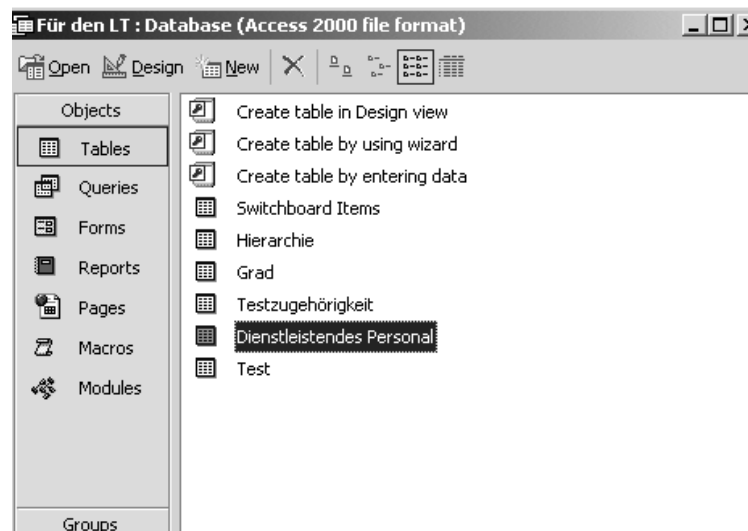 Für den LT : Database (Access 2000 file format)
Open Design New
Objects
Tables
Queries
Forms
Reports
Pages
Macros
Modules
Groups
Create table in Design view
Create table by using wizard
Create table by entering data
Switchboard Items
Hierarchie
Grad
Testzugehörigkeit
Dienstleistendes Personal
Test